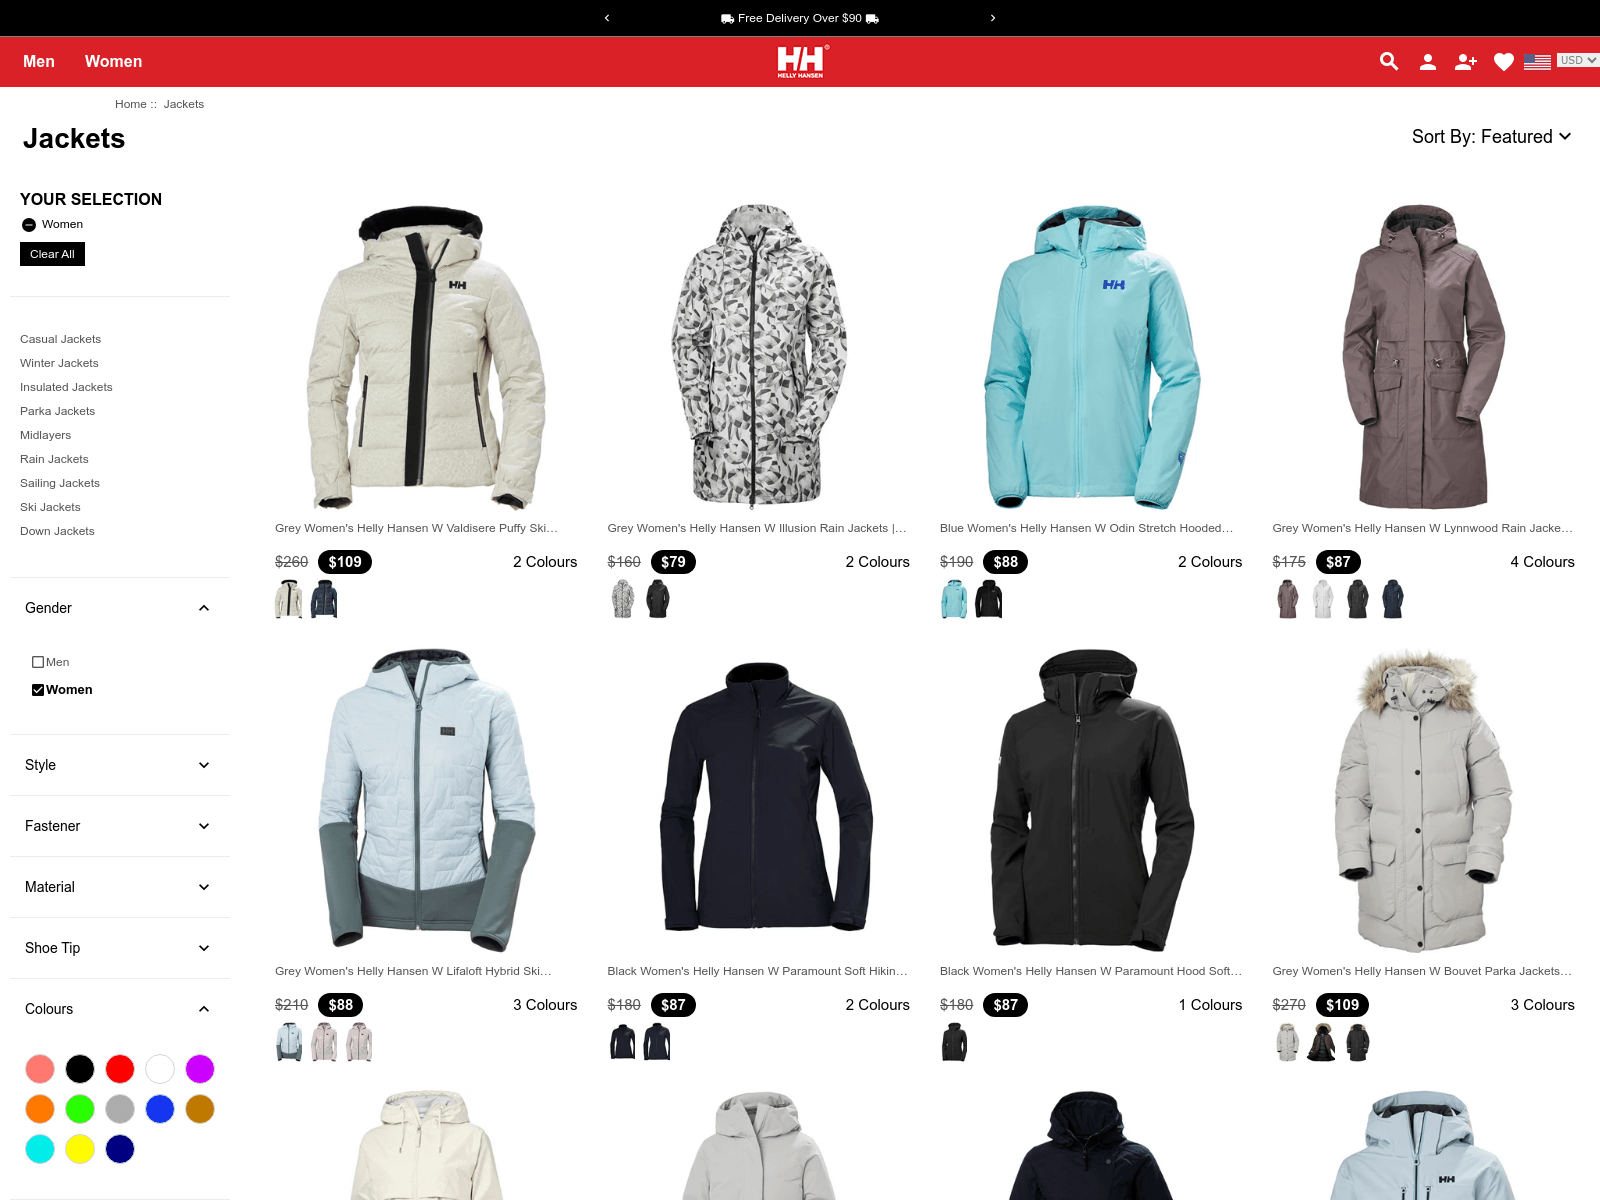 Free Delivery Over $90
Men
Women
HH
HELLY HANSEN
USD
Home :: Jackets
Jackets
Sort By: Featured
YOUR SELECTION
Women
Clear All
Casual Jackets
Winter Jackets
Insulated Jackets
Parka Jackets
Midlayers
Rain Jackets
Sailing Jackets
Ski Jackets
Down Jackets
Gender
Men
Women
Style
Fastener
Material
Shoe Tip
Colours
HH
HH
Grey Women's Helly Hansen W Valdisere Puffy Ski...
$260 $109 2 Colours
Grey Women's Helly Hansen W Illusion Rain Jackets |...
$160 $79 2 Colours
Blue Women's Helly Hansen W Odin Stretch Hooded...
$190 $88 2 Colours
Grey Women's Helly Hansen W Lynnwood Rain Jacke...
$175 $87 4 Colours
Grey Women's Helly Hansen W Lifaloft Hybrid Ski...
$210 $88 3 Colours
Black Women's Helly Hansen W Paramount Soft Hikin...
$180 $87 2 Colours
Black Women's Helly Hansen W Paramount Hood Soft...
$180 $87 1 Colours
Grey Women's Helly Hansen W Bouvet Parka Jackets...
$270 $109 3 Colours
HH